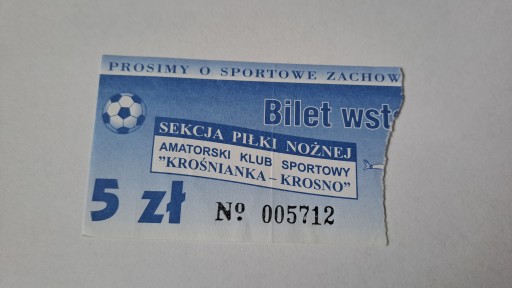 PROSIMY O SPORTOWE ZACHOW
Bilet wst
SEKCJA PIŁKI NOŻNEJ
AMATORSKI KLUB SPORTOWY
"KROŚNIANKA – KROSNO"
5 zł
Nº 005712